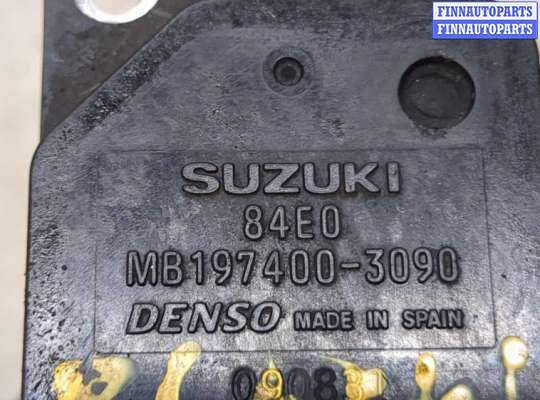 FINNAUTOPARTS
FINNAUTOPARTS
SUZUKI
84E0
MB197400-3090
DENSO MADE IN SPAIN